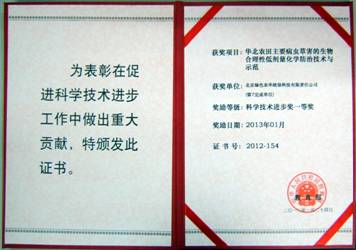 为表彰在促
进科学技术进步
工作中做出重大
贡献，特颁发此
证书。
获奖项目：华北农田主要病虫草害的生物
合理性低剂量化学防治技术与
示范
获奖单位：
奖励等级：科学技术进步奖一等奖
奖励日期：2013年01月
证书号：2012-154